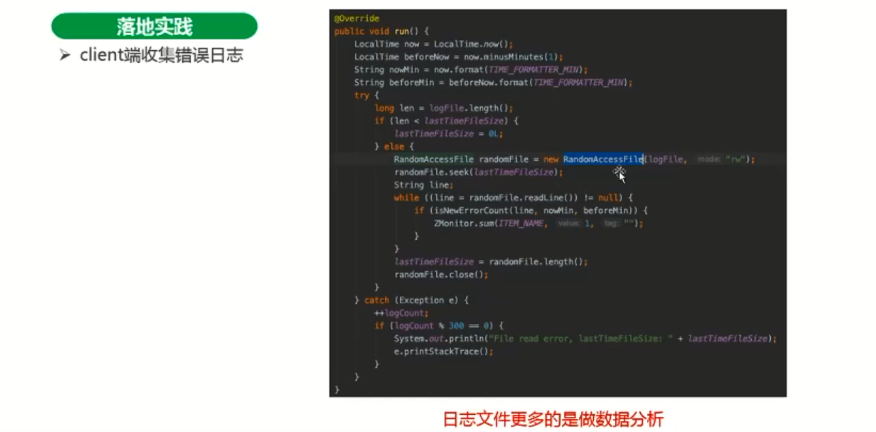 落地实践
➤ client端收集错误日志
@Override
public void run() {
LocalTime now = LocalTime.now();
LocalTime beforeNow = now.minusMinutes(1);
String nowMin = now.format(TIME_FORMATTER_MIN);
String beforeMin = beforeNow.format(TIME_FORMATTER_MIN);
try {
long len = logFile.length();
if (len < lastTimeFileSize) {
lastTimeFileSize = 0L;
} else {
RandomAccessFile randomFile = new RandomAccessFile(logFile, mode: "rw");
randomFile.seek(lastTimeFileSize);
String line;
while ((line = randomFile.readLine()) != null) {
if (isNewErrorCount(line, nowMin, beforeMin)) {
ZMonitor.sum(ITEM_NAME, value: 1, tag: "");
}
}
lastTimeFileSize = randomFile.length();
randomFile.close();
}
} catch (Exception e) {
++logCount;
if (logCount % 300 == 0) {
System.out.println("File read error, lastTimeFileSize: " + lastTimeFileSize);
e.printStackTrace();
}
}
}
日志文件更多的是做数据分析